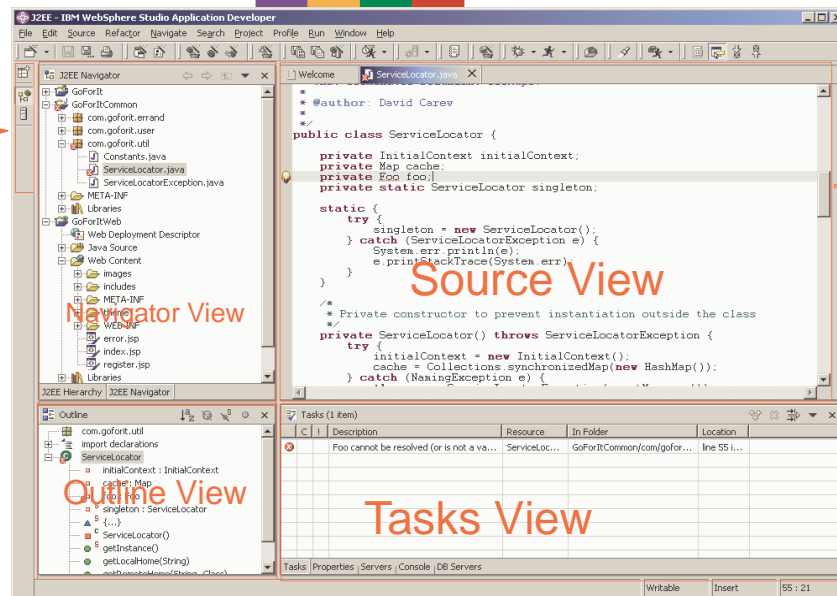 J2EE - IBM WebSphere Studio Application Developer
File Edit Source Refactor Navigate Search Project Profile Run Window Help
J2EE Navigator
GoForIt
GoForItCommon
com.goforit.errand
com.goforit.user
com.goforit.util
Constants.java
ServiceLocator.java
ServiceLocatorException.java
META-INF
Libraries
GoForItWeb
Web Deployment Descriptor
Java Source
Web Content
images
includes
META-INF
theme
WEB-INF
error.jsp
index.jsp
register.jsp
Libraries
Navigator View
J2EE Hierarchy J2EE Navigator
Welcome ServiceLocator.java
*
* @author: David Carew
*
*/
public class ServiceLocator {
private InitialContext initialContext;
private Map cache;
private Foo foo;
private static ServiceLocator singleton;
static {
try {
singleton = new ServiceLocator();
} catch (ServiceLocatorException e) {
System.err.println(e);
e.printStackTrace(System.err);
}
}
/*
* Private constructor to prevent instantiation outside the class
*/
private ServiceLocator() throws ServiceLocatorException {
try {
initialContext = new InitialContext();
cache = Collections.synchronizedMap(new HashMap());
} catch (NamingException e) {
Source View
Outline
com.goforit.util
import declarations
ServiceLocator
initialContext : InitialContext
cache : Map
foo : Foo
singleton : ServiceLocator
{...}
ServiceLocator()
getInstance()
getLocalHome(String)
getRemoteHome(String, Class)
Outline View
Tasks (1 item)
C ! Description Resource In Folder Location
Foo cannot be resolved (or is not a va... ServiceLoc... GoForItCommon/com/gofor... line 55 i...
Tasks View
Tasks Properties Servers Console DB Servers
Writable Insert 55 : 21